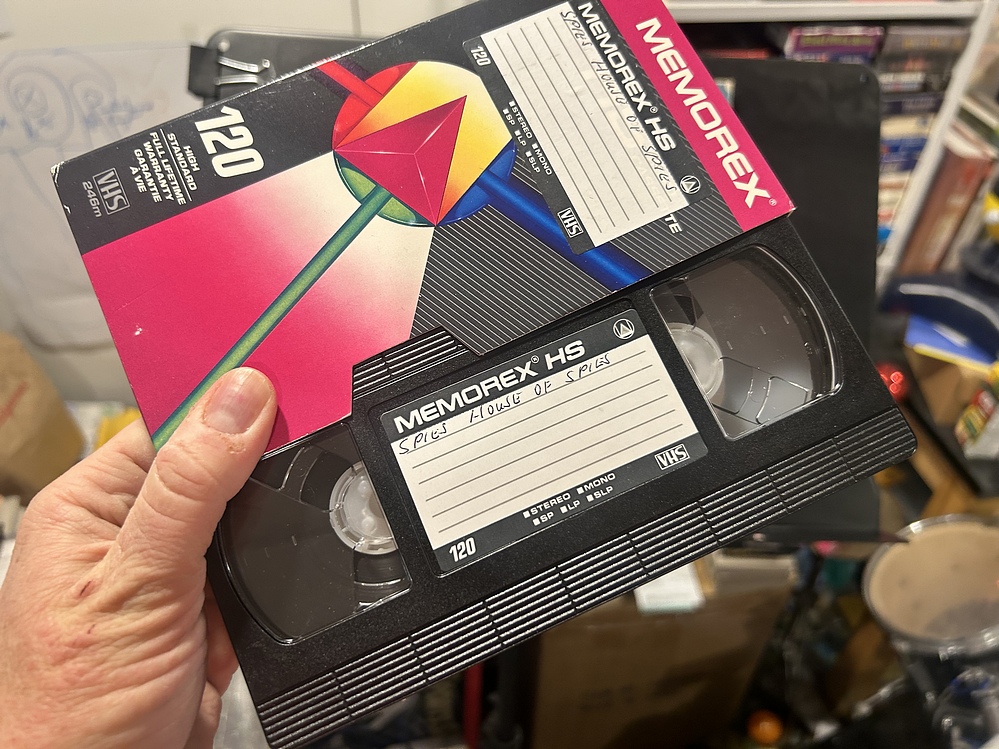 MEMOREX®
MEMOREX® HS
SPIES HOUSE OF SPIES
120
STEREO MONO
SP LP SLP
VHS
TE
120
HIGH
STANDARD
FULL LIFETIME
WARRANTY
GARANTIE
À VIE
VHS
246m
MEMOREX® HS
SPIES HOUSE OF SPIES
VHS
STEREO MONO
SP LP SLP
120